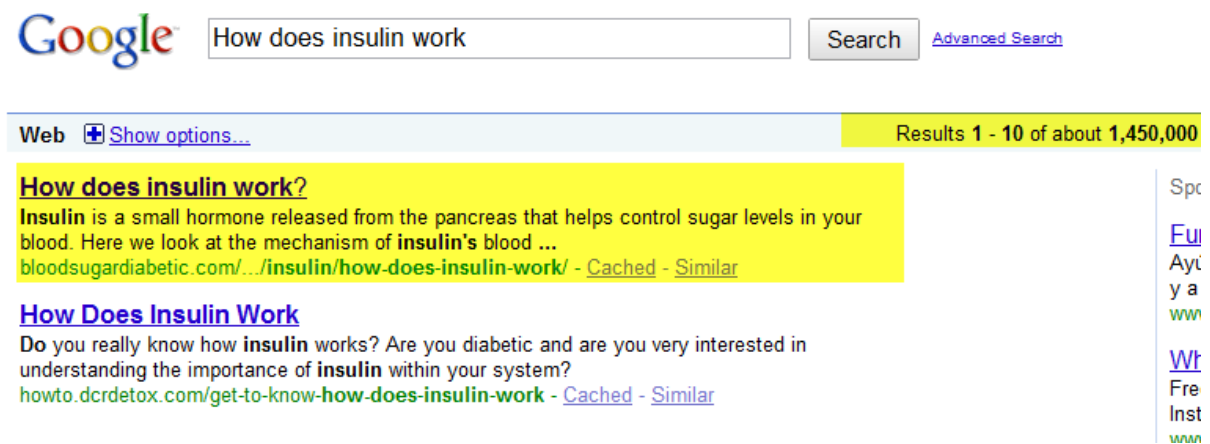 Google
How does insulin work
Search
Advanced Search
Web Show options...
Results 1 - 10 of about 1,450,000
How does insulin work?
Insulin is a small hormone released from the pancreas that helps control sugar levels in your
blood. Here we look at the mechanism of insulin's blood ...
bloodsugardiabetic.com/.../insulin/how-does-insulin-work/ - Cached - Similar
How Does Insulin Work
Do you really know how insulin works? Are you diabetic and are you very interested in
understanding the importance of insulin within your system?
howto.dcrdetox.com/get-to-know-how-does-insulin-work - Cached - Similar
y a